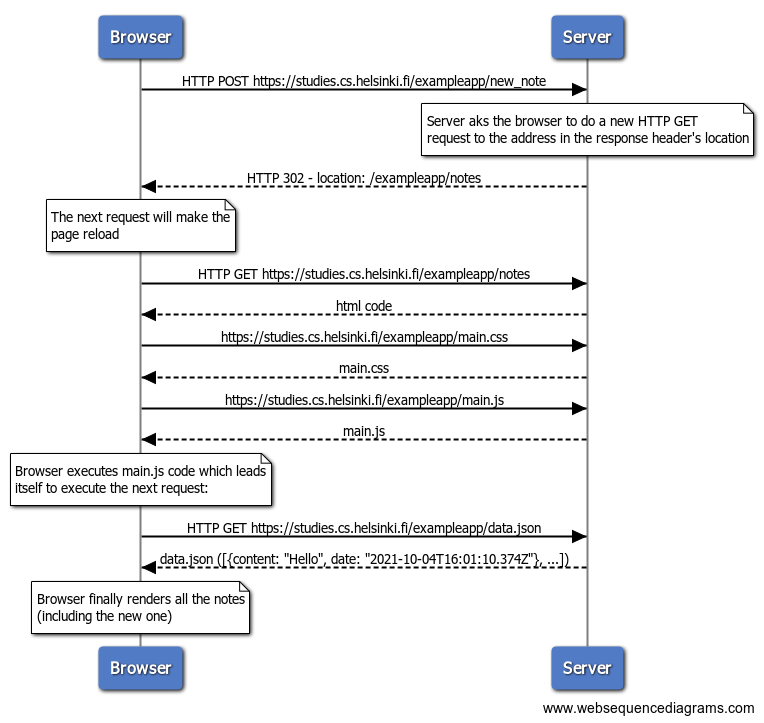 Browser
Server
HTTP POST https://studies.cs.helsinki.fi/exampleapp/new_note
Server aks the browser to do a new HTTP GET
request to the address in the response header's location
HTTP 302 - location: /exampleapp/notes
The next request will make the
page reload
HTTP GET https://studies.cs.helsinki.fi/exampleapp/notes
html code
https://studies.cs.helsinki.fi/exampleapp/main.css
main.css
https://studies.cs.helsinki.fi/exampleapp/main.js
main.js
Browser executes main.js code which leads
itself to execute the next request:
HTTP GET https://studies.cs.helsinki.fi/exampleapp/data.json
data.json ([{content: "Hello", date: "2021-10-04T16:01:10.374Z"}, ...])
Browser finally renders all the notes
(including the new one)
Browser
Server
www.websequencediagrams.com